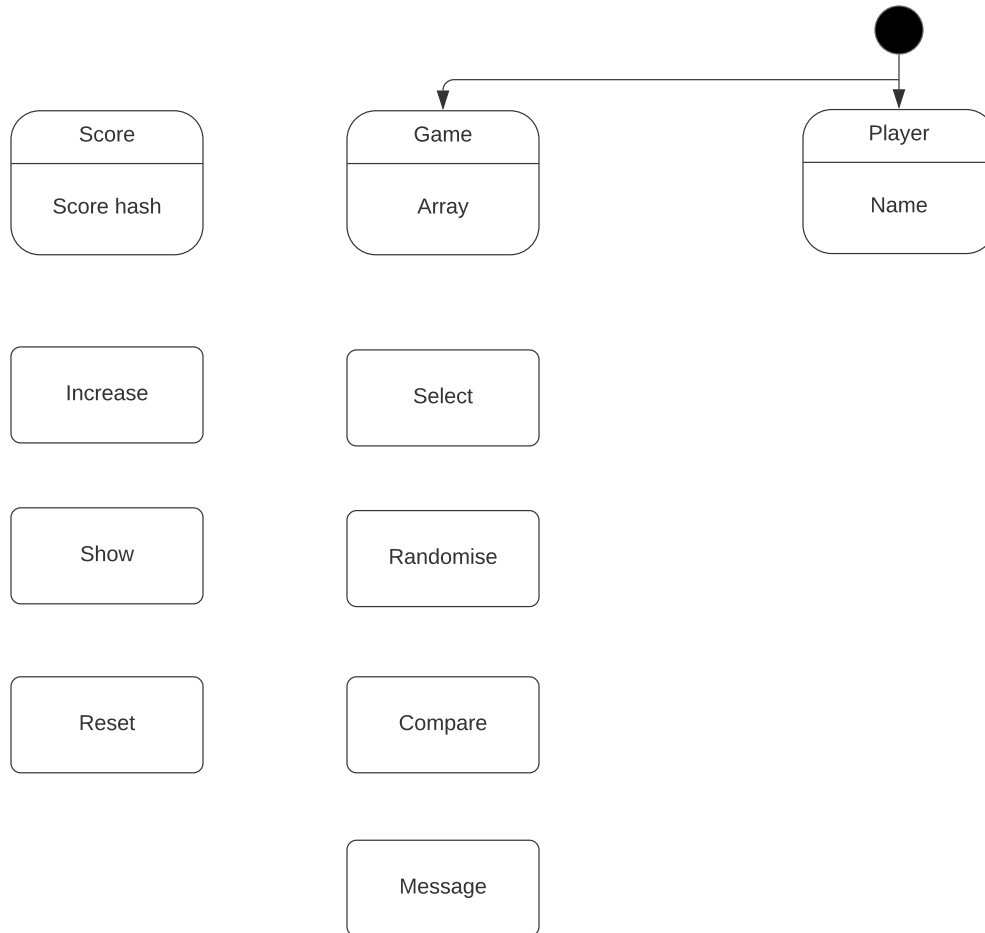 Score
Score hash
Game
Array
Player
Name
Increase
Select
Show
Randomise
Reset
Compare
Message